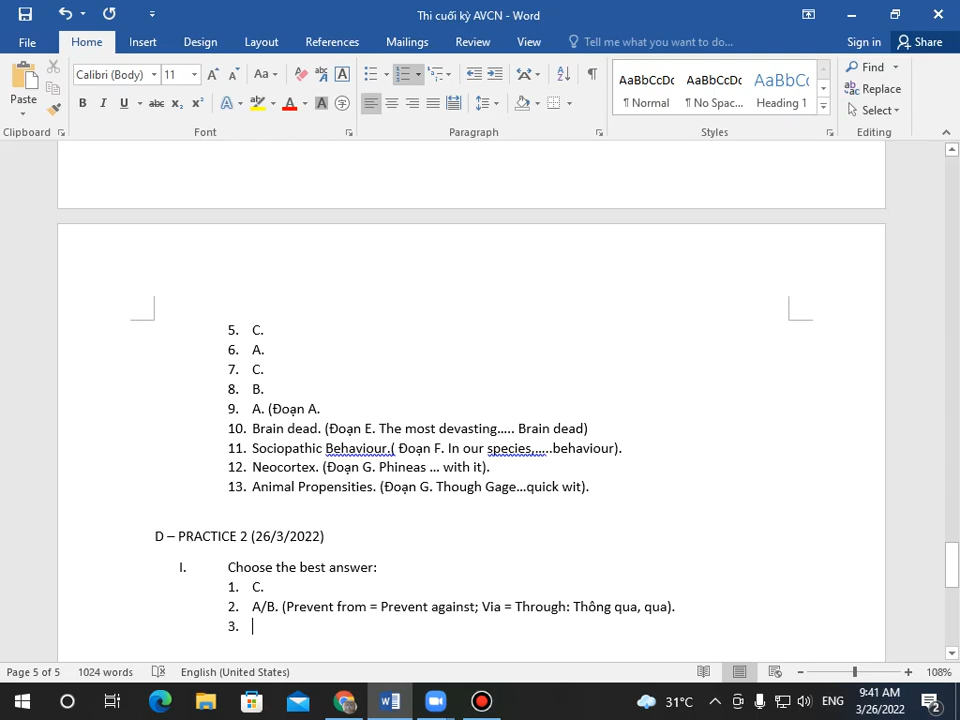 Thi cuối kỳ AVCN - Word
File Home Insert Design Layout References Mailings Review View Tell me what you want to do... Sign in Share
Calibri (Body) 11 Aa
AaBbCcDc AaBbCcDc AaBbCc
Find
Replace
Select
Paste
B I U abc x₂ x² A A A
¶ Normal ¶ No Spac... Heading 1
Clipboard Font Paragraph Styles Editing
5. C.
6. A.
7. C.
8. B.
9. A. (Đoạn A.
10. Brain dead. (Đoạn E. The most devasting….. Brain dead)
11. Sociopathic Behaviour.( Đoạn F. In our species,…..behaviour).
12. Neocortex. (Đoạn G. Phineas … with it).
13. Animal Propensities. (Đoạn G. Though Gage…quick wit).
D – PRACTICE 2 (26/3/2022)
I. Choose the best answer:
1. C.
2. A/B. (Prevent from = Prevent against; Via = Through: Thông qua, qua).
3.
Page 5 of 5 1024 words English (United States) 108%
31°C ENG 9:41 AM
3/26/2022 2